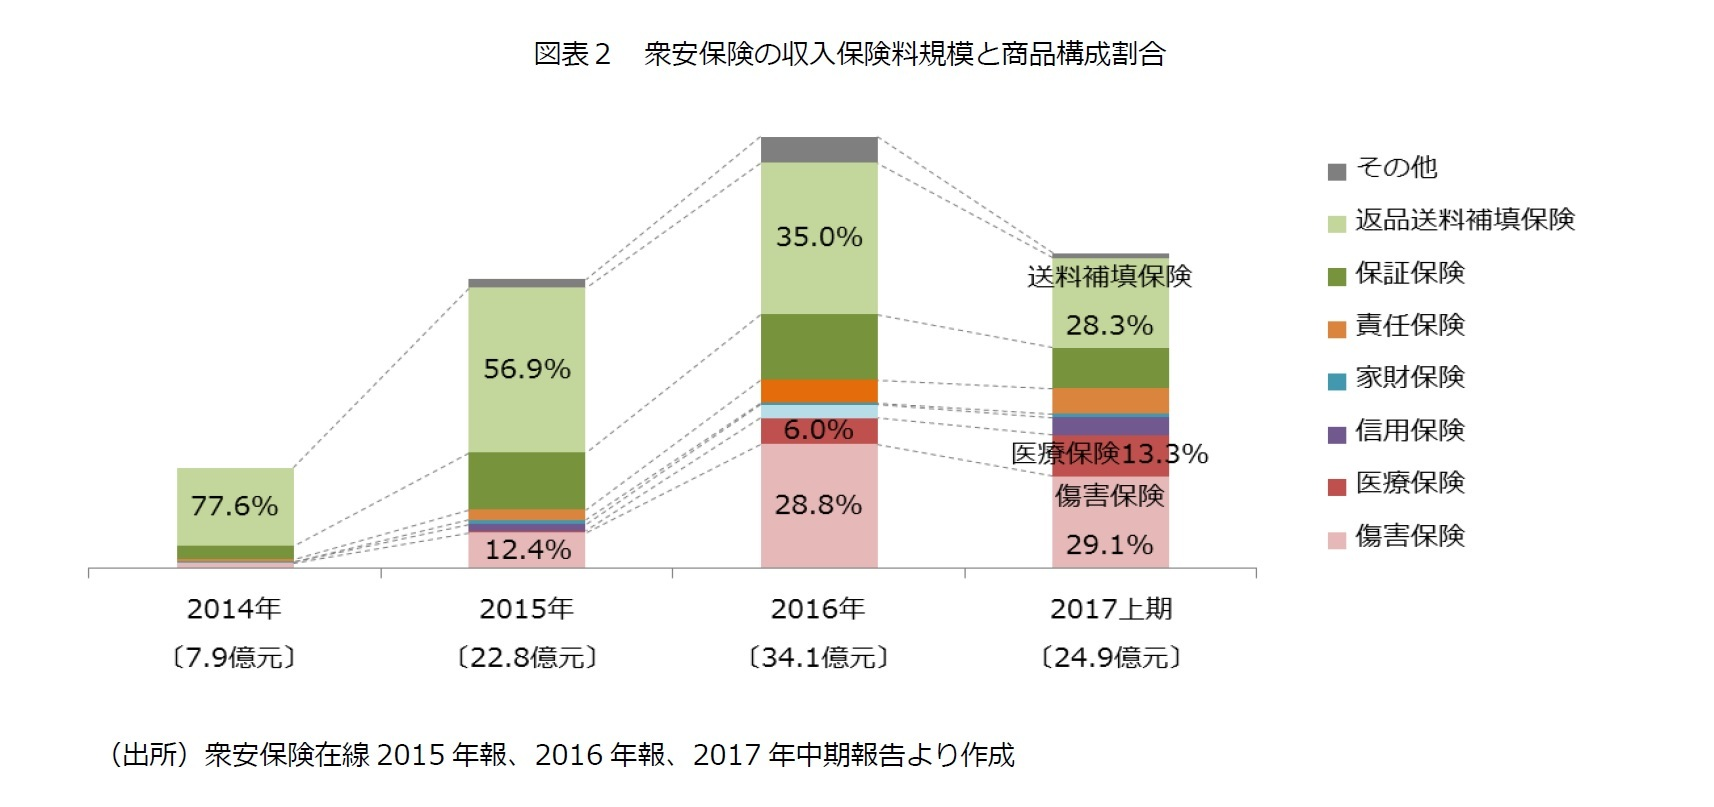 図表２　衆安保険の収入保険料規模と商品構成割合
77.6%
56.9%
12.4%
35.0%
6.0%
28.8%
送料補填保険
28.3%
医療保険13.3%
傷害保険
29.1%
その他
返品送料補填保険
保証保険
責任保険
家財保険
信用保険
医療保険
傷害保険
2014年 2015年 2016年 2017上期
〔7.9億元〕 〔22.8億元〕 〔34.1億元〕 〔24.9億元〕
（出所）衆安保険在線 2015 年報、2016 年報、2017 年中期報告より作成